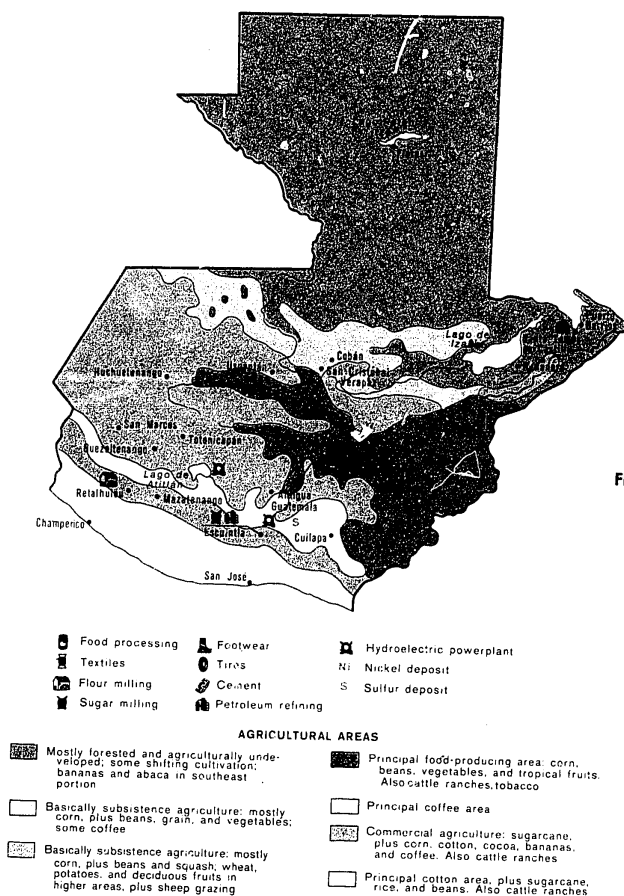 Lago de
Cobán
San Cristobal
Verapaz
Huehuetenango
San Marcos
Totonicapán
Quezaltenango
Lago de
Atitlán
Retalhuleu
Mazatenango
Antigua
Guatemala
S
Champerico
Escuintla
Cuilapa
San José
Food processing
Textiles
Flour milling
Sugar milling
Footwear
Tires
Cement
Petroleum refining
Hydroelectric powerplant
Ni Nickel deposit
S Sulfur deposit
AGRICULTURAL AREAS
Mostly forested and agriculturally unde-
veloped; some shifting cultivation;
bananas and abaca in southeast
portion
Basically subsistence agriculture: mostly
corn, plus beans, grain, and vegetables;
some coffee
Basically subsistence agriculture: mostly
corn, plus beans and squash; wheat,
potatoes, and deciduous fruits in
higher areas, plus sheep grazing
Principal food-producing area: corn,
beans, vegetables, and tropical fruits.
Also cattle ranches, tobacco
Principal coffee area
Commercial agriculture: sugarcane,
plus corn, cotton, cocoa, bananas,
and coffee. Also cattle ranches
Principal cotton area, plus sugarcane,
rice, and beans. Also cattle ranches